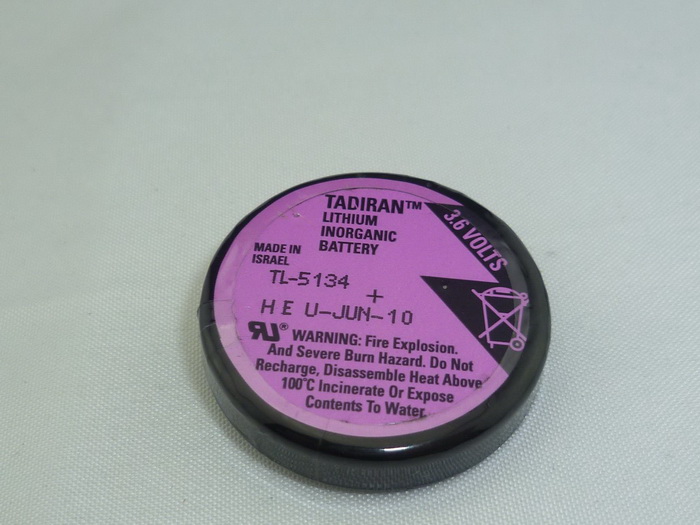 TADIRAN™
LITHIUM
INORGANIC
BATTERY
3.6 VOLTS
MADE IN
ISRAEL
TL-5134
+
H E U-JUN-10
RU® WARNING: Fire Explosion.
And Severe Burn Hazard. Do Not
Recharge, Disassemble Heat Above
100°C Incinerate Or Expose
Contents To Water.